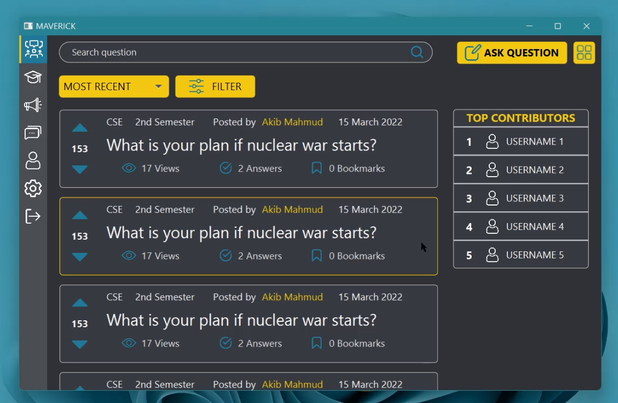 MAVERICK
Search question
ASK QUESTION
MOST RECENT
FILTER
CSE 2nd Semester Posted by Akib Mahmud 15 March 2022
153
What is your plan if nuclear war starts?
17 Views 2 Answers 0 Bookmarks
CSE 2nd Semester Posted by Akib Mahmud 15 March 2022
153
What is your plan if nuclear war starts?
17 Views 2 Answers 0 Bookmarks
CSE 2nd Semester Posted by Akib Mahmud 15 March 2022
153
What is your plan if nuclear war starts?
17 Views 2 Answers 0 Bookmarks
CSE 2nd Semester Posted by Akib Mahmud 15 March 2022
TOP CONTRIBUTORS
1 USERNAME 1
2 USERNAME 2
3 USERNAME 3
4 USERNAME 4
5 USERNAME 5